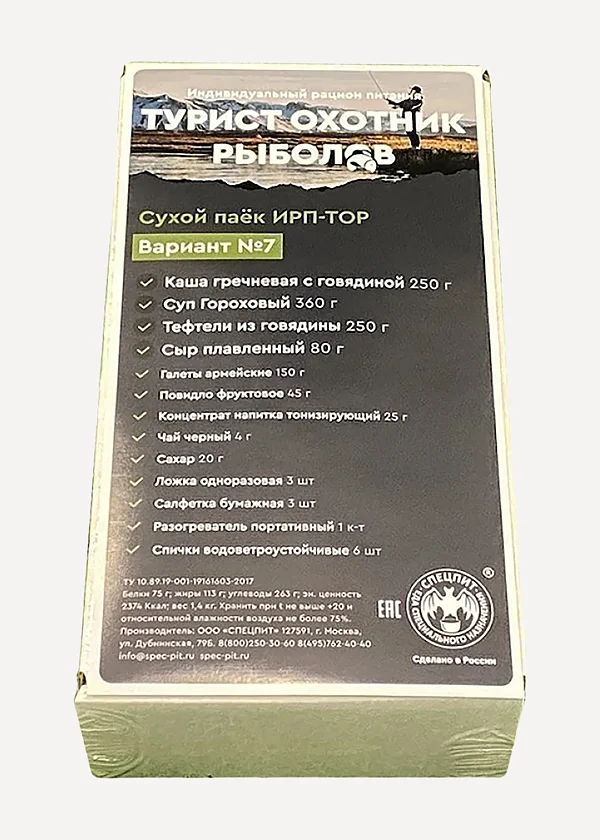 Индивидуальный рацион питания
ТУРИСТ ОХОТНИК
РЫБОЛОВ
Сухой паёк ИРП-ТОР
Вариант №7
Каша гречневая с говядиной 250 г
Суп Гороховый 360 г
Тефтели из говядины 250 г
Сыр плавленный 80 г
Галеты армейские 150 г
Повидло фруктовое 45 г
Концентрат напитка тонизирующий 25 г
Чай черный 4 г
Сахар 20 г
Ложка одноразовая 3 шт
Салфетка бумажная 3 шт
Разогреватель портативный 1 к-т
Спички водоветроустойчивые 6 шт
ТУ 10.89.19-001-19161603-2017
Белки 75 г; жиры 113 г; углеводы 263 г; эн. ценность
2374 Ккал; вес 1,4 кг. Хранить при t не выше +20 и
относительной влажности воздуха не более 75%.
Производитель: ООО «СПЕЦПИТ» 127591, г. Москва,
ул. Дубнинская, 79Б. 8(800)250-30-60 8(495)762-40-40
info@spec-pit.ru spec-pit.ru
EAC
®
СПЕЦПИТ
ЕДА СПЕЦИАЛЬНОГО НАЗНАЧЕНИЯ
Сделано в России